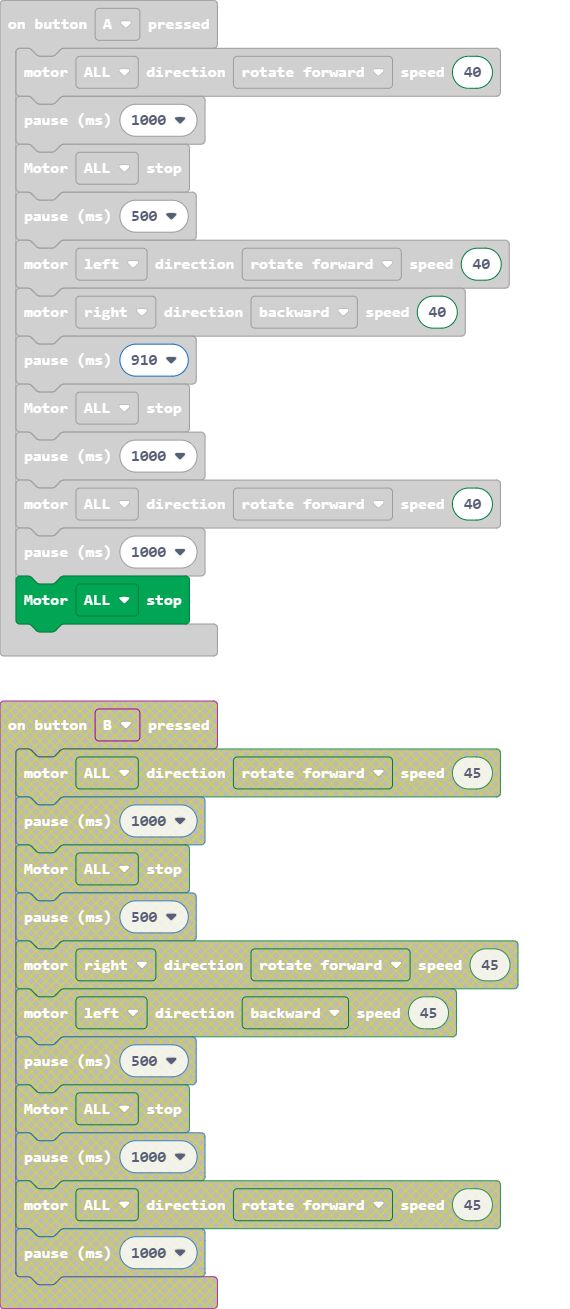 on button A pressed
motor ALL direction rotate forward speed 40
pause (ms) 1000
Motor ALL stop
pause (ms) 500
motor left direction rotate forward speed 40
motor right direction backward speed 40
pause (ms) 910
Motor ALL stop
pause (ms) 1000
motor ALL direction rotate forward speed 40
pause (ms) 1000
Motor ALL stop
on button B pressed
motor ALL direction rotate forward speed 45
pause (ms) 1000
Motor ALL stop
pause (ms) 500
motor right direction rotate forward speed 45
motor left direction backward speed 45
pause (ms) 500
Motor ALL stop
pause (ms) 1000
motor ALL direction rotate forward speed 45
pause (ms) 1000